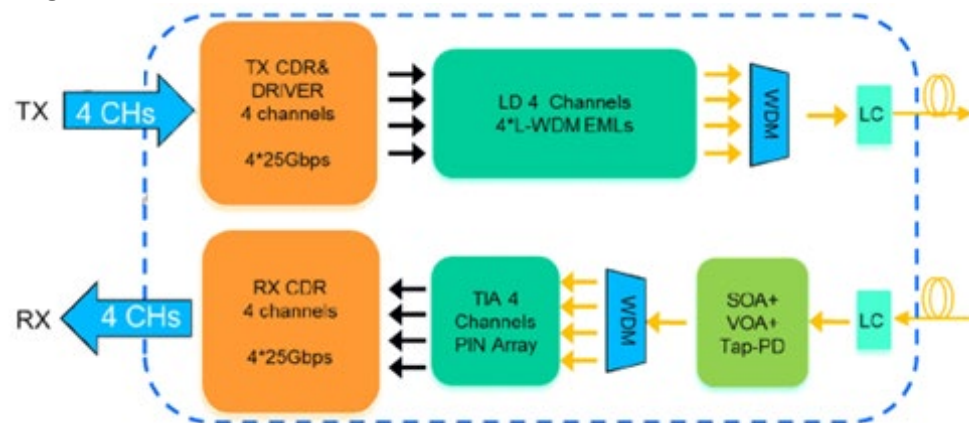 TX
4 CHs
TX CDR&
DRIVER
4 channels
4*25Gbps
LD 4 Channels
4*L-WDM EMLs
WDM
LC
RX
4 CHs
RX CDR
4 channels
4*25Gbps
TIA 4
Channels
PIN Array
WDM
SOA+
VOA+
Tap-PD
LC